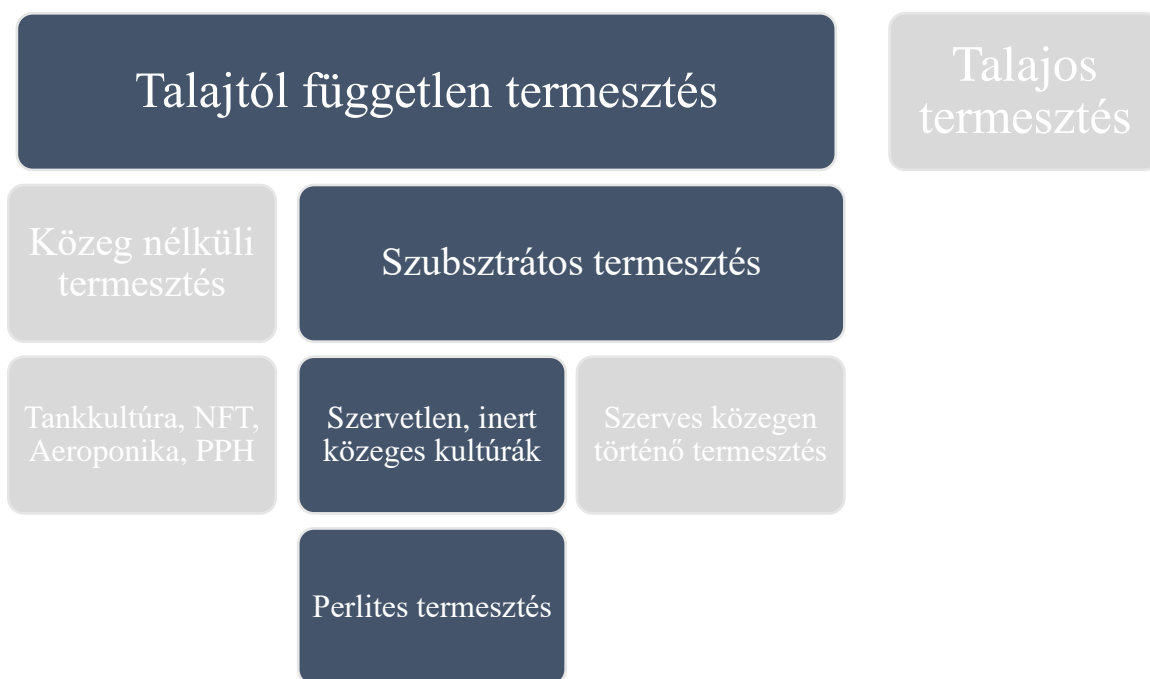 Talajtól független termesztés
Talajos
termesztés
Közeg nélküli
termesztés
Szubsztrátos termesztés
Tankkultúra, NFT,
Aeroponika, PPH
Szervetlen, inert
közeges kultúrák
Szerves közegen
történő termesztés
Perlites termesztés